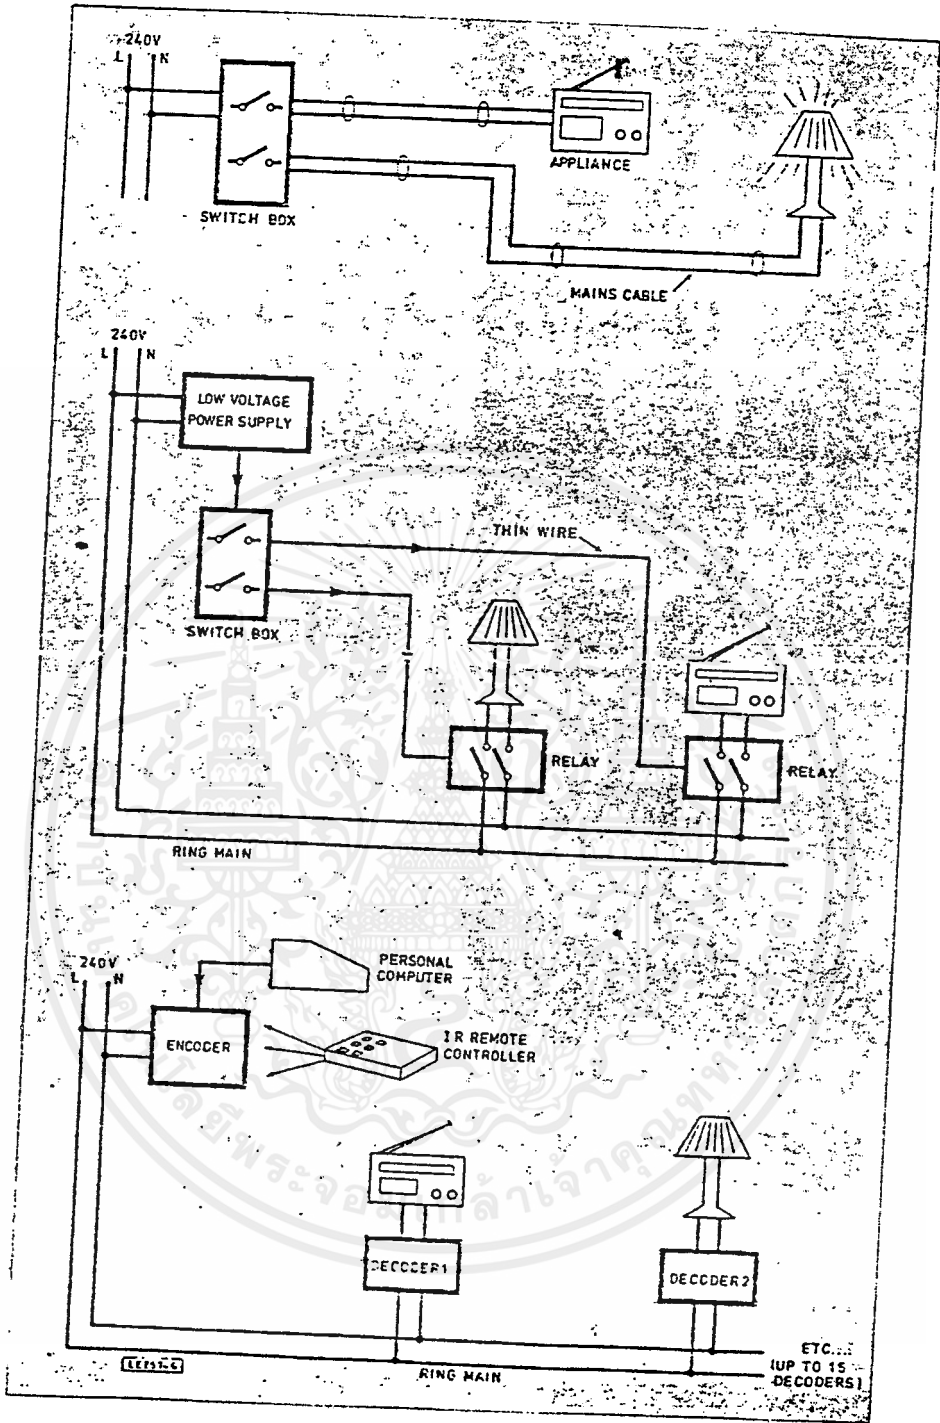 240V
L N
SWITCH BOX
APPLIANCE
MAINS CABLE
240V
L N
LOW VOLTAGE
POWER SUPPLY
THIN WIRE
SWITCH BOX
RELAY
RELAY
RING MAIN
240V
L N
PERSONAL
COMPUTER
ENCODER
I R REMOTE
CONTROLLER
DECODER1
DECODER2
ETC...
(UP TO 15
DECODERS)
RING MAIN